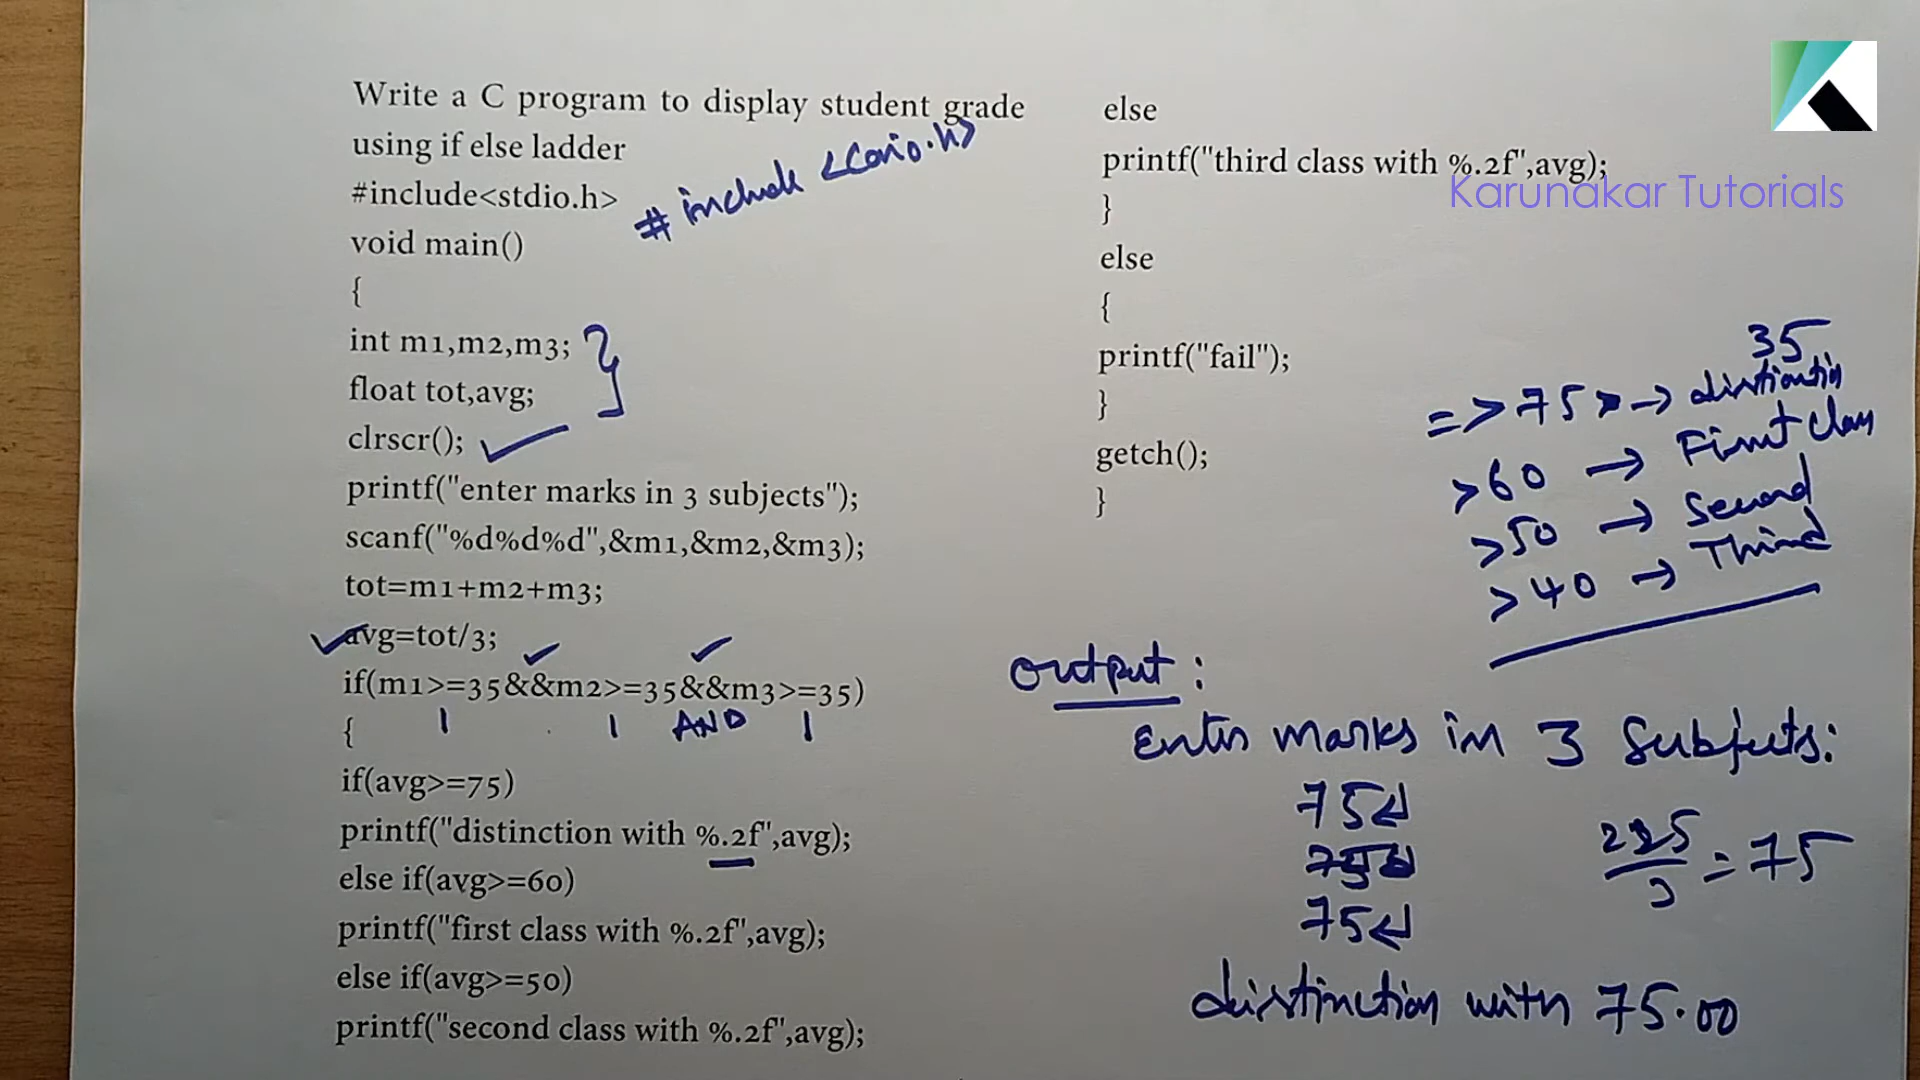 Write a C program to display student grade
using if else ladder
#include<stdio.h>
# include <conio.h>
void main()
{
int m1,m2,m3;
float tot,avg;
clrscr();
printf("enter marks in 3 subjects");
scanf("%d%d%d",&m1,&m2,&m3);
tot=m1+m2+m3;
avg=tot/3;
if(m1>=35&&m2>=35&&m3>=35)
1 1 AND 1
{
if(avg>=75)
printf("distinction with %.2f",avg);
else if(avg>=60)
printf("first class with %.2f",avg);
else if(avg>=50)
printf("second class with %.2f",avg);
else
printf("third class with %.2f",avg);
}
else
{
printf("fail");
}
getch();
}
Karunakar Tutorials
35
=>75 → distinction
>60 → First class
>50 → Second
>40 → Third
output:
Enter marks in 3 Subjects:
75↵
75↵
75↵
225/3 = 75
distinction with 75.00